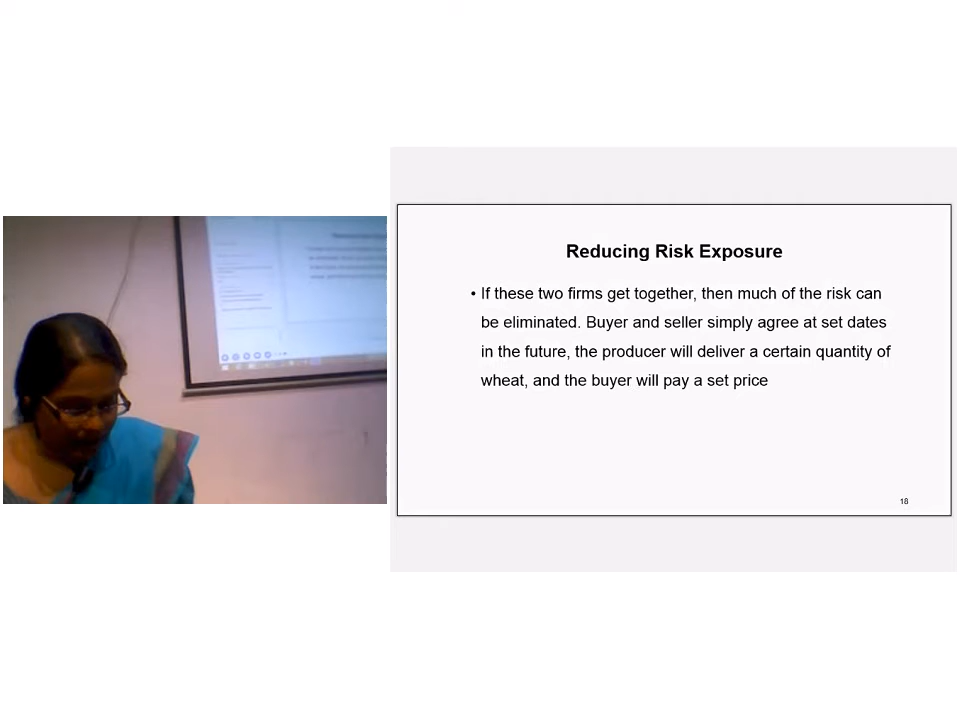 Reducing Risk Exposure
• If these two firms get together, then much of the risk can
be eliminated. Buyer and seller simply agree at set dates
in the future, the producer will deliver a certain quantity of
wheat, and the buyer will pay a set price
18